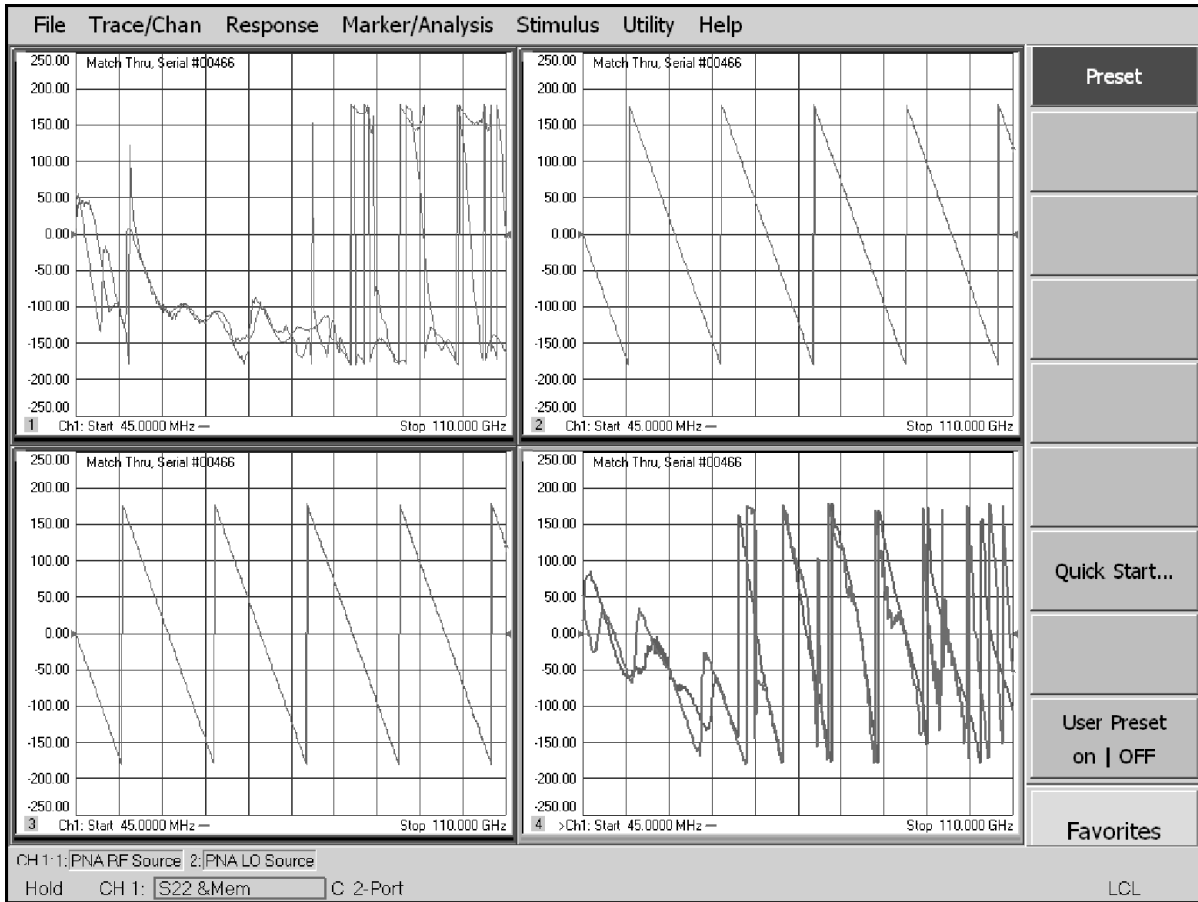 File Trace/Chan Response Marker/Analysis Stimulus Utility Help
250.00 Match Thru, Serial #00466
200.00
150.00
100.00
50.00
0.00
-50.00
-100.00
-150.00
-200.00
-250.00
1 Ch1: Start 45.0000 MHz — Stop 110.000 GHz
250.00 Match Thru, Serial #00466
200.00
150.00
100.00
50.00
0.00
-50.00
-100.00
-150.00
-200.00
-250.00
2 Ch1: Start 45.0000 MHz — Stop 110.000 GHz
250.00 Match Thru, Serial #00466
200.00
150.00
100.00
50.00
0.00
-50.00
-100.00
-150.00
-200.00
-250.00
3 Ch1: Start 45.0000 MHz — Stop 110.000 GHz
250.00 Match Thru, Serial #00466
200.00
150.00
100.00
50.00
0.00
-50.00
-100.00
-150.00
-200.00
-250.00
4 >Ch1: Start 45.0000 MHz — Stop 110.000 GHz
Preset
Quick Start...
User Preset
on | OFF
Favorites
CH 1: 1: PNA RF Source 2: PNA LO Source
Hold CH 1: S22 &Mem C 2-Port LCL